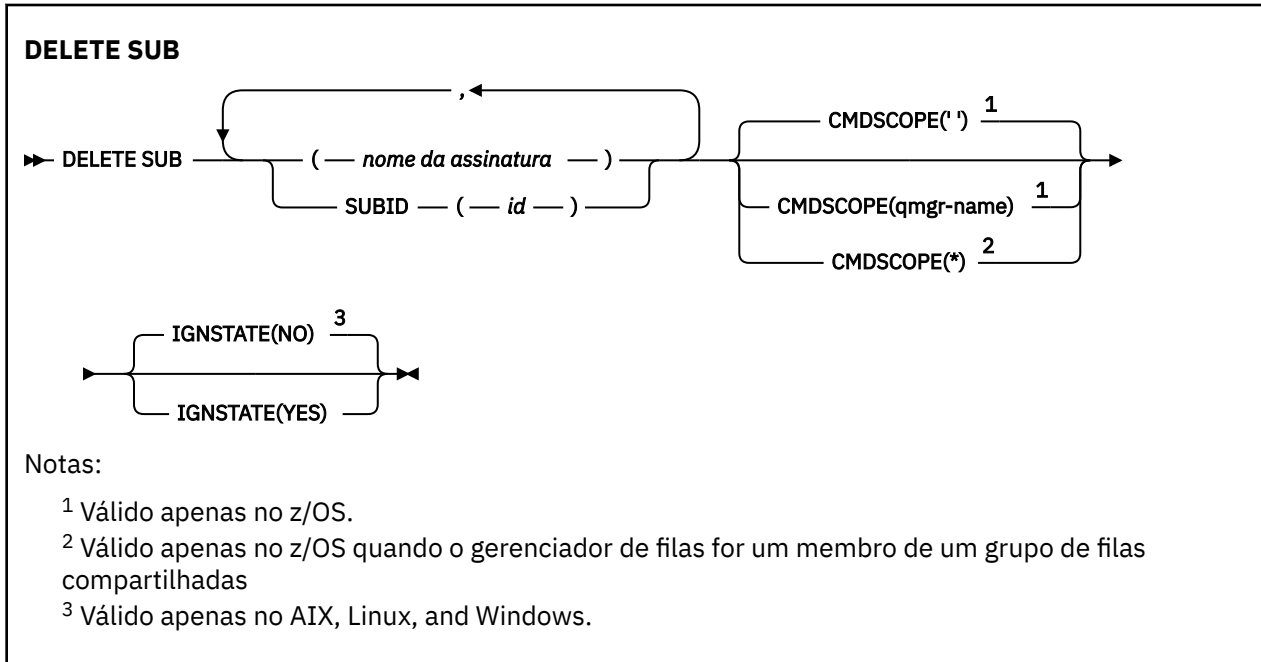 DELETE SUB
,
DELETE SUB ( nome da assinatura ) CMDSCOPE(' ') 1
SUBID ( id ) CMDSCOPE(qmgr-name) 1
CMDSCOPE(*) 2
IGNSTATE(NO) 3
IGNSTATE(YES)
Notas:
1 Válido apenas no z/OS.
2 Válido apenas no z/OS quando o gerenciador de filas for um membro de um grupo de filas
compartilhadas
3 Válido apenas no AIX, Linux, and Windows.